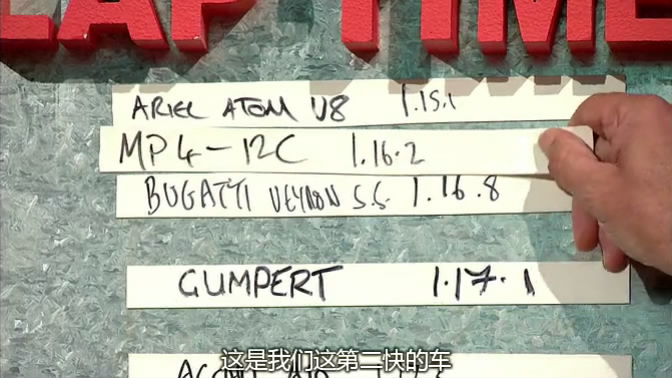 LAP TIME
ARIEL ATOM V8 1.15.1
MP4-12C 1.16.2
BUGATTI VEYRON S.S. 1.16.8
GUMPERT 1.17.1
这是我们这第二快的车